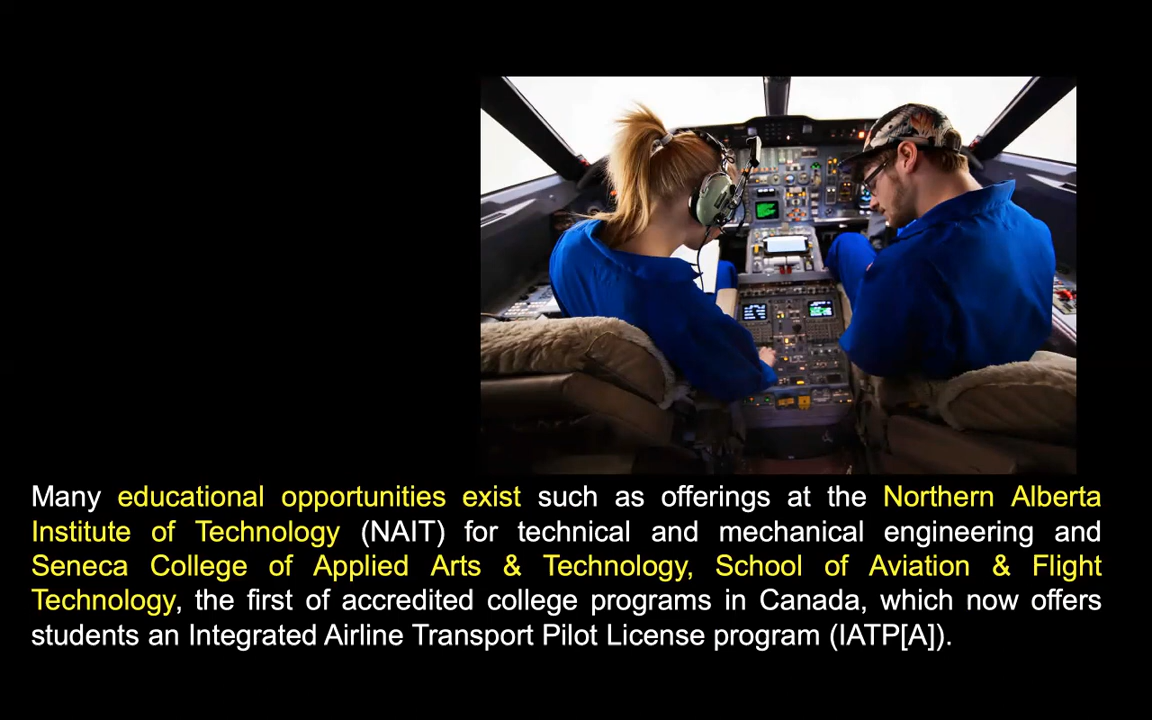 Many educational opportunities exist such as offerings at the Northern Alberta
Institute of Technology (NAIT) for technical and mechanical engineering and
Seneca College of Applied Arts & Technology, School of Aviation & Flight
Technology, the first of accredited college programs in Canada, which now offers
students an Integrated Airline Transport Pilot License program (IATP[A]).